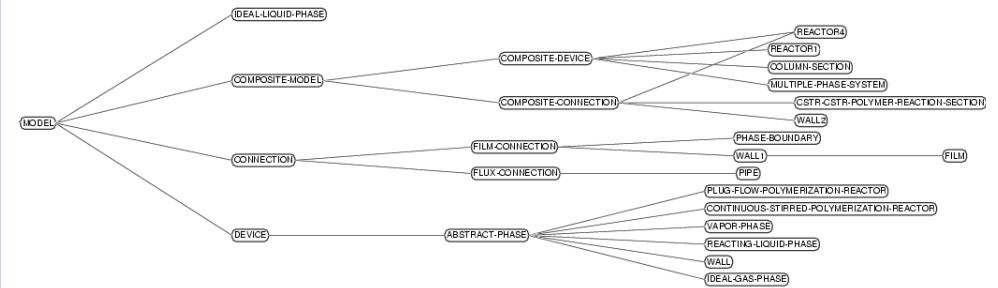 MODEL
IDEAL-LIQUID-PHASE
COMPOSITE-MODEL
COMPOSITE-DEVICE
REACTOR4
REACTOR1
COLUMN-SECTION
MULTIPLE-PHASE-SYSTEM
COMPOSITE-CONNECTION
CSTR-CSTR-POLYMER-REACTION-SECTION
WALL2
CONNECTION
FILM-CONNECTION
PHASE-BOUNDARY
WALL1
FILM
FLUX-CONNECTION
PIPE
DEVICE
ABSTRACT-PHASE
PLUG-FLOW-POLYMERIZATION-REACTOR
CONTINUOUS-STIRRED-POLYMERIZATION-REACTOR
VAPOR-PHASE
REACTING-LIQUID-PHASE
WALL
IDEAL-GAS-PHASE